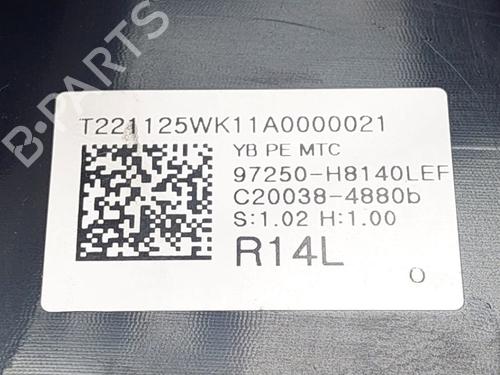 T221125WK11A0000021
YB PE MTC
97250-H8140LEF
C20038-4880b
S:1.02 H:1.00
R14L
O
B-PARTS